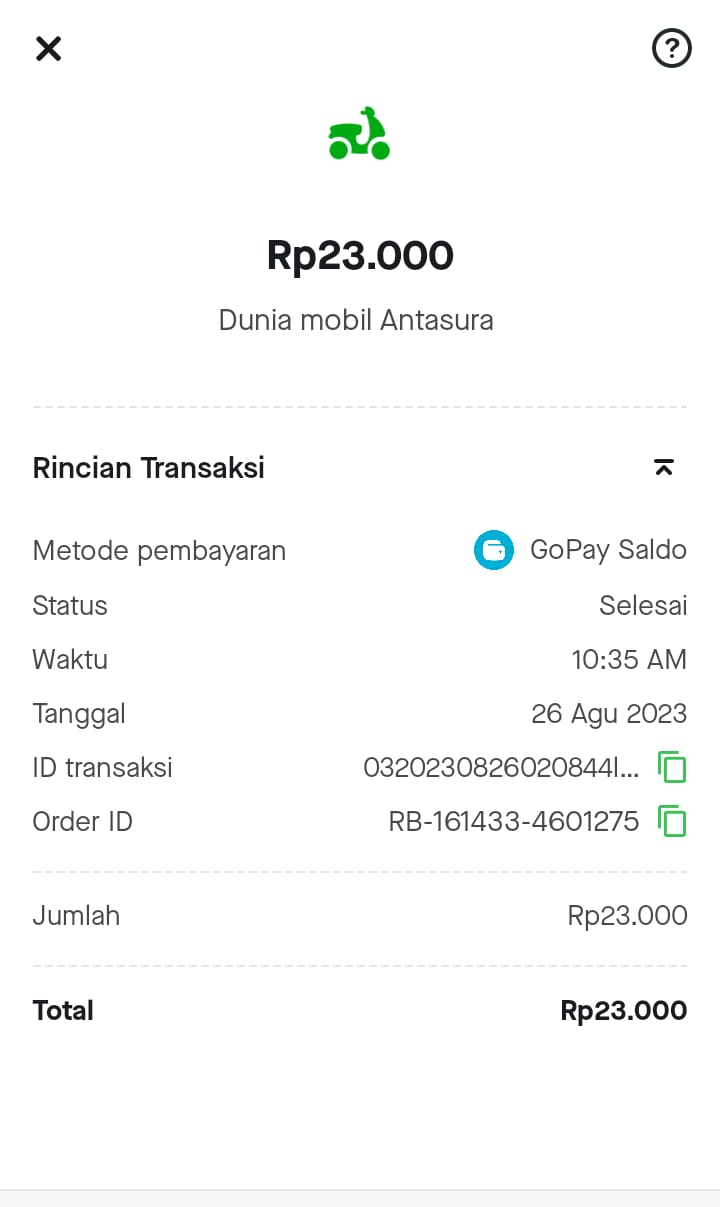 Rp23.000
Dunia mobil Antasura
Rincian Transaksi
Metode pembayaran GoPay Saldo
Status Selesai
Waktu 10:35 AM
Tanggal 26 Agu 2023
ID transaksi 0320230826020844l...
Order ID RB-161433-4601275
Jumlah Rp23.000
Total Rp23.000